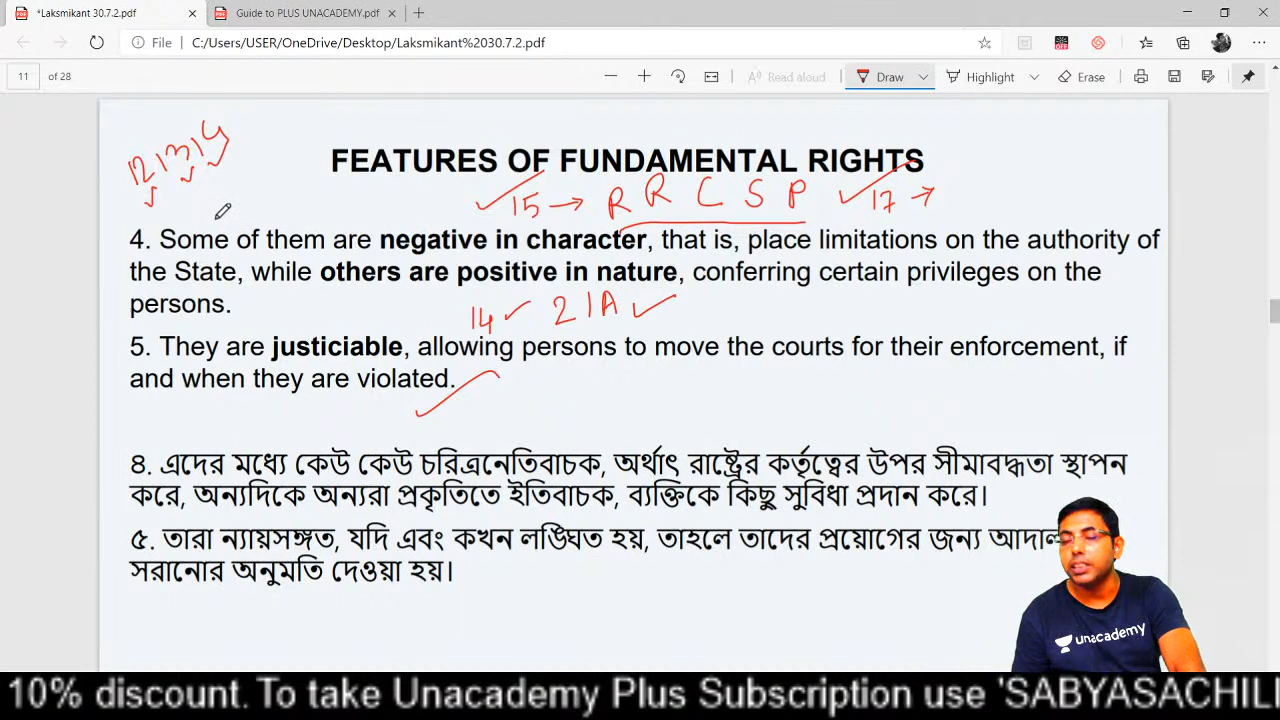 *Laksmikant 30.7.2.pdf
Guide to PLUS UNACADEMY.pdf
File C:/Users/USER/OneDrive/Desktop/Laksmikant%2030.7.2.pdf
OFF
11 of 28
Read aloud Draw Highlight Erase
12 13 14
FEATURES OF FUNDAMENTAL RIGHTS
15 → R R C S P 17 →
4. Some of them are negative in character, that is, place limitations on the authority of
the State, while others are positive in nature, conferring certain privileges on the
persons.
14 21A
5. They are justiciable, allowing persons to move the courts for their enforcement, if
and when they are violated.
৪. এদের মধ্যে কেউ কেউ চরিত্রনেতিবাচক, অর্থাৎ রাষ্ট্রের কর্তৃত্বের উপর সীমাবদ্ধতা স্থাপন
করে, অন্যদিকে অন্যরা প্রকৃতিতে ইতিবাচক, ব্যক্তিকে কিছু সুবিধা প্রদান করে।
৫. তারা ন্যায়সঙ্গত, যদি এবং কখন লঙ্ঘিত হয়, তাহলে তাদের প্রয়োগের জন্য আদাল
সরানোর অনুমতি দেওয়া হয়।
unacademy
10% discount. To take Unacademy Plus Subscription use 'SABYASACHILI